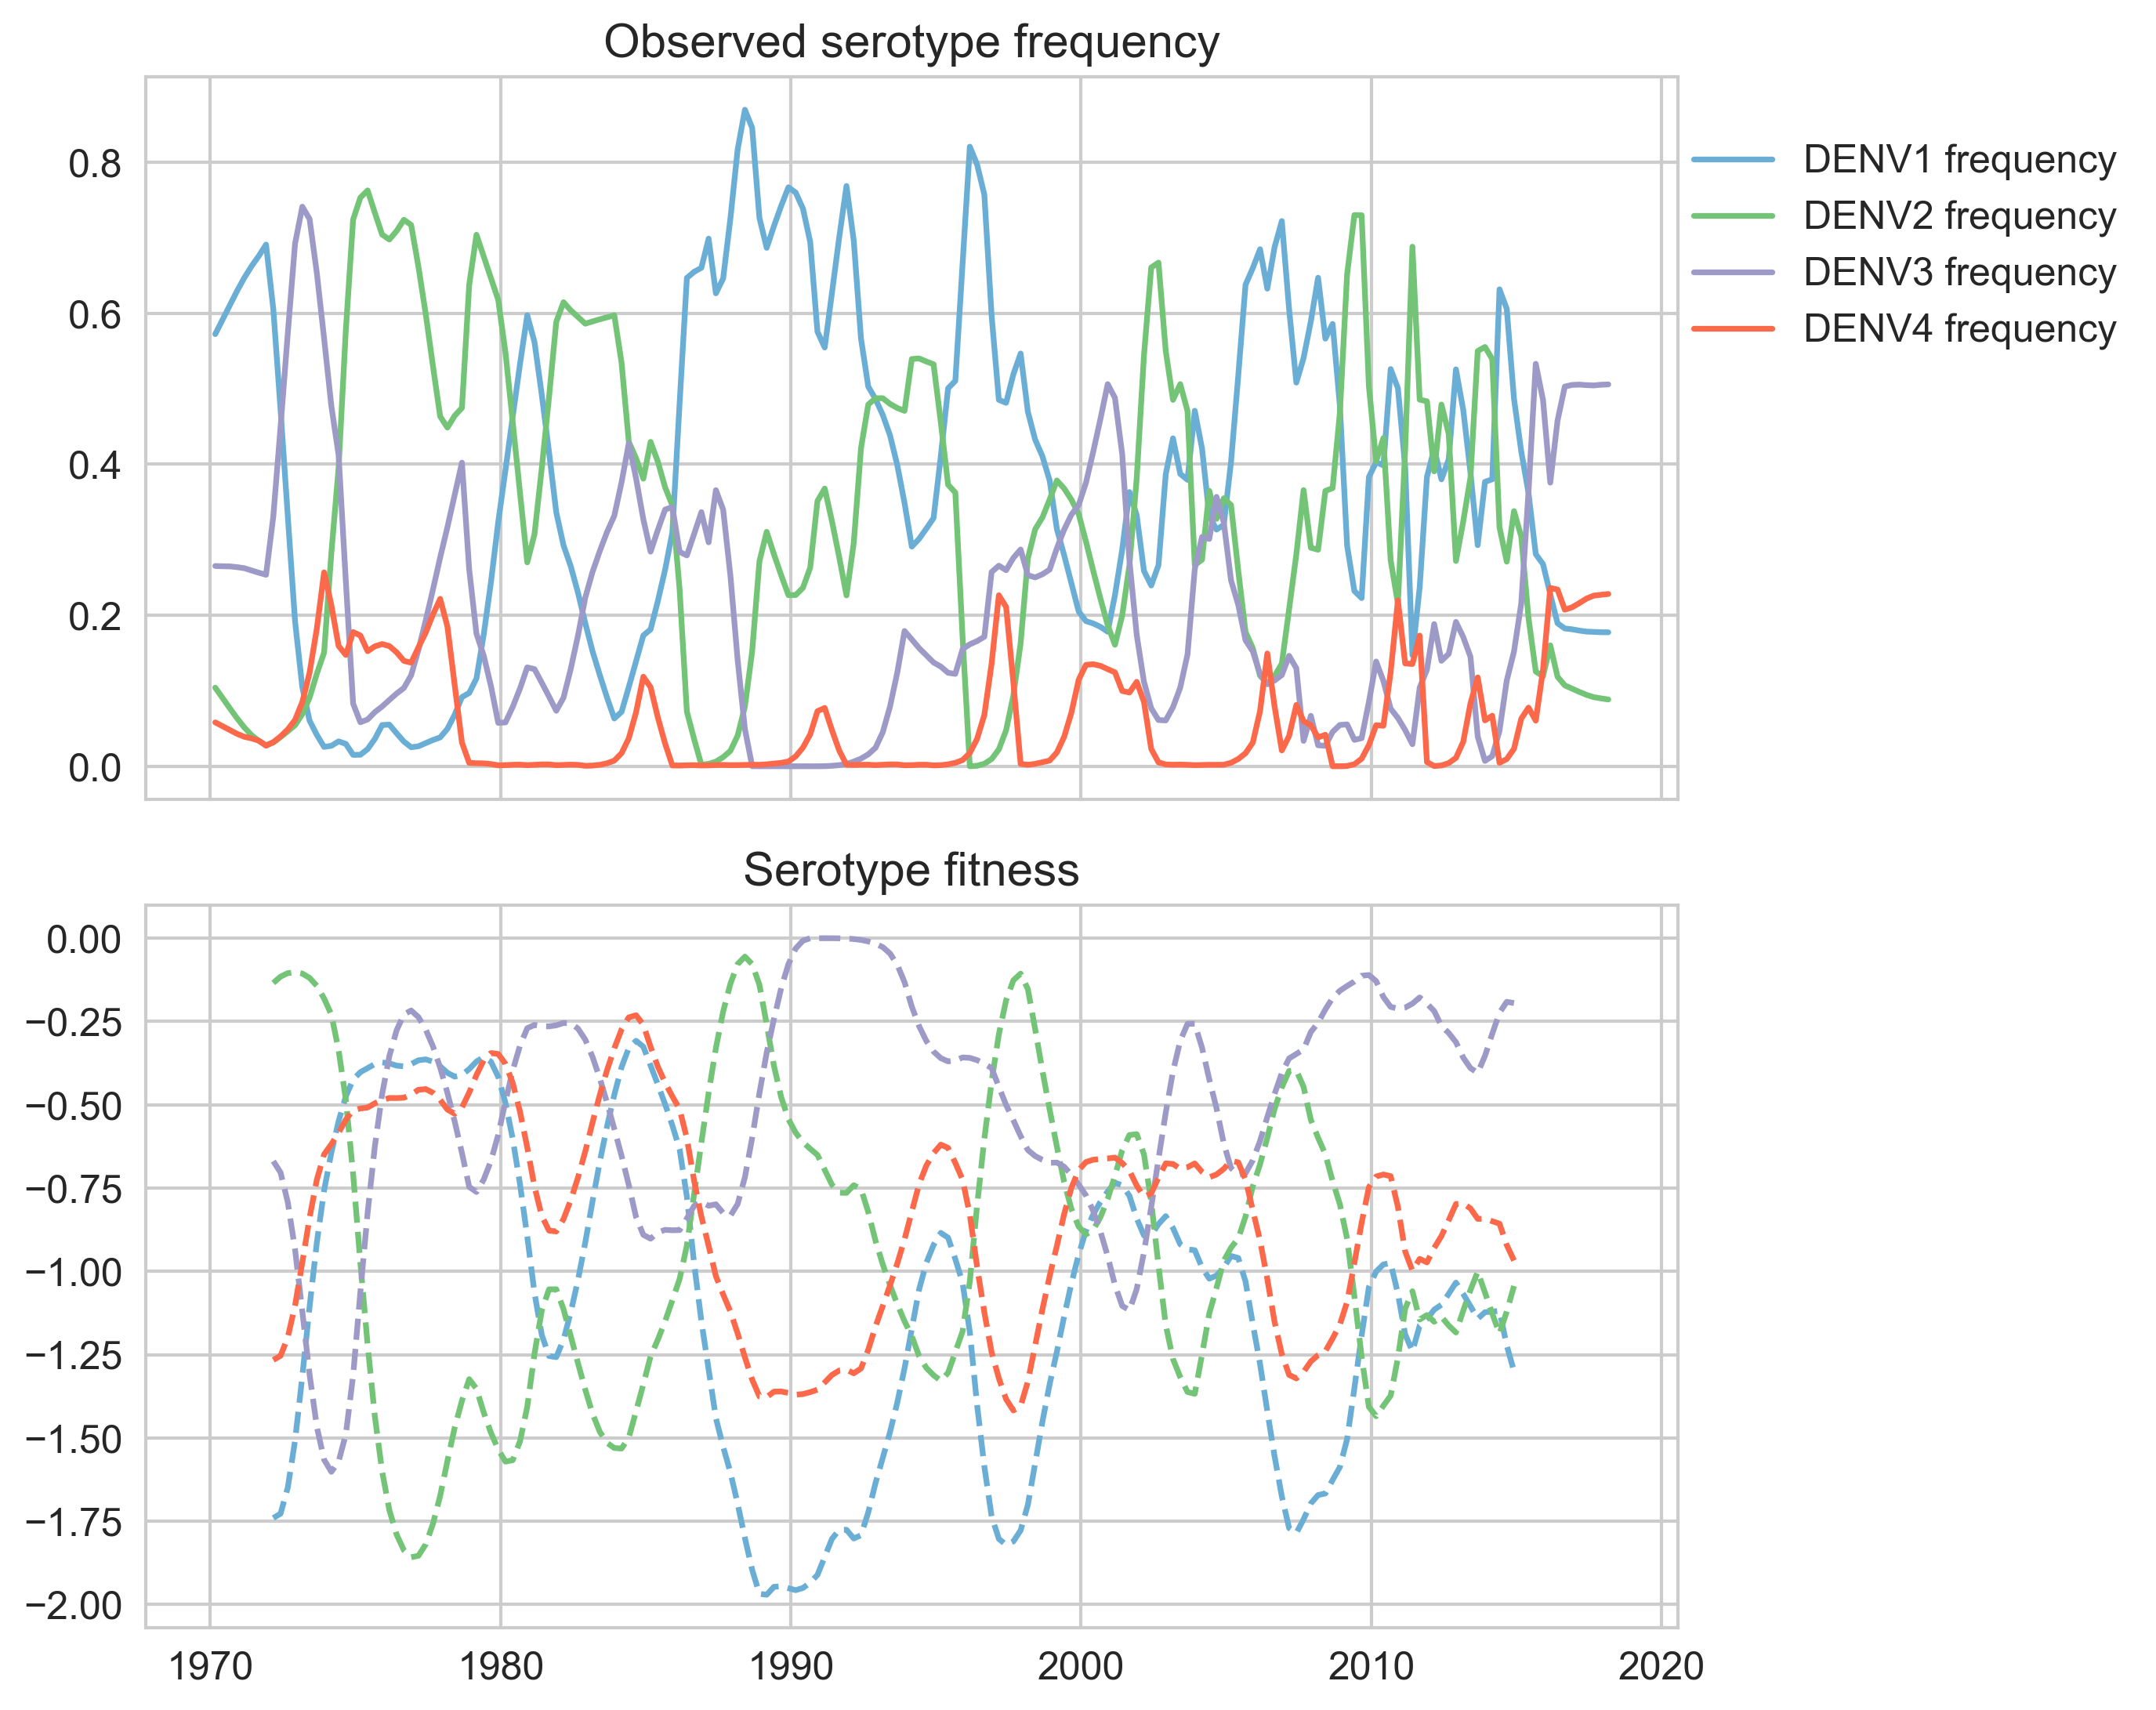 Observed serotype frequency
0.8
0.6
0.4
0.2
0.0
DENV1 frequency
DENV2 frequency
DENV3 frequency
DENV4 frequency
Serotype fitness
0.00
−0.25
−0.50
−0.75
−1.00
−1.25
−1.50
−1.75
−2.00
1970 1980 1990 2000 2010 2020